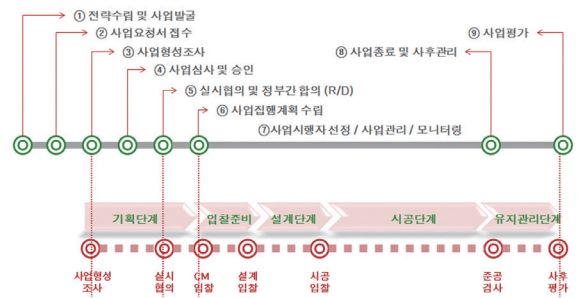 ① 전략수립 및 사업발굴
② 사업요청서 접수
⑨ 사업평가
③ 사업형성조사
⑧ 사업종료 및 사후관리
④ 사업심사 및 승인
⑤ 실시협의 및 정부간 합의 (R/D)
⑥ 사업집행계획 수립
⑦사업시행자 선정 / 사업관리 / 모니터링
기획단계
입찰준비
설계단계
시공단계
유지관리단계
사업형성
조사
실시
협의
CM
입찰
설계
입찰
시공
입찰
준공
검사
사후
평가